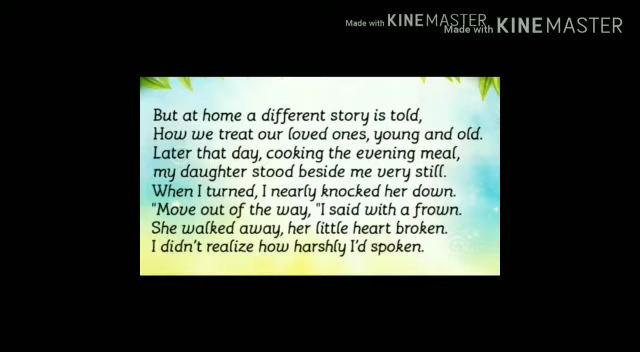 Made with KINEMASTER
Made with KINEMASTER
But at home a different story is told,
How we treat our loved ones, young and old.
Later that day, cooking the evening meal,
my daughter stood beside me very still.
When I turned, I nearly knocked her down.
"Move out of the way, "I said with a frown.
She walked away, her little heart broken.
I didn't realize how harshly I'd spoken.